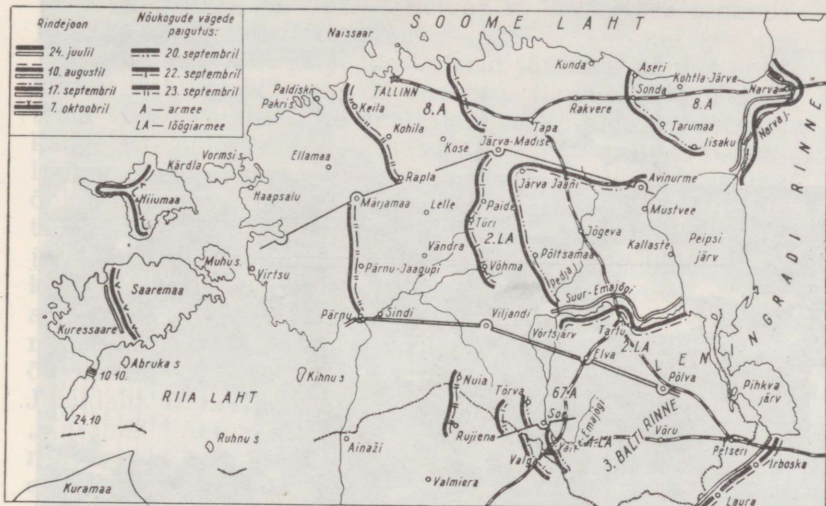 SOOME LAHT
Rindejoon
24. juulil
10. augustil
17. septembril
7. oktoobril
Nõukogude vägede
paigutus:
20. septembril
22. septembril
23. septembril
A — armee
LA — löögiarmee
Naissaar
Paldiski
Pakri s
TALLINN
Keila
Kohila
8.A
Kose
Ellamaa
Rapla
Kunda
Aseri
Sonda
Kohtla-Järve
Narva
Narva j.
Rakvere
Tapa
8.A
Tarumaa
Iisaku
Järva-Madise
Kärdla
Vormsi s
Hiiumaa
Haapsalu
Märjamaa
Lelle
Paide
Türi
Järva Jaani
Avinurme
Mustvee
2.LA
Jõgeva
Kallaste
Peipsi
järv
Muhu s
Saaremaa
Virtsu
Vändra
Pärnu-Jaagupi
Võhma
Põltsamaa
Pedja j.
Suur-Emajõgi
Kuressaare
Pärnu
Sindi
Viljandi
Võrtsjärv
Tartu
2.LA
Abruka s
10.10.
24.10
Kihnu s
Elva
LENINGRADI RINNE
Põlva
Pihkva
järv
RIIA LAHT
Nuia
Tõrva
67.A
Rujiena
Ruhnu s
Ainaži
Väike-Emajõgi
1.LA
Võru
3. BALTI RINNE
Petseri
Irboska
Valga
Valmiera
Kuramaa
Laura